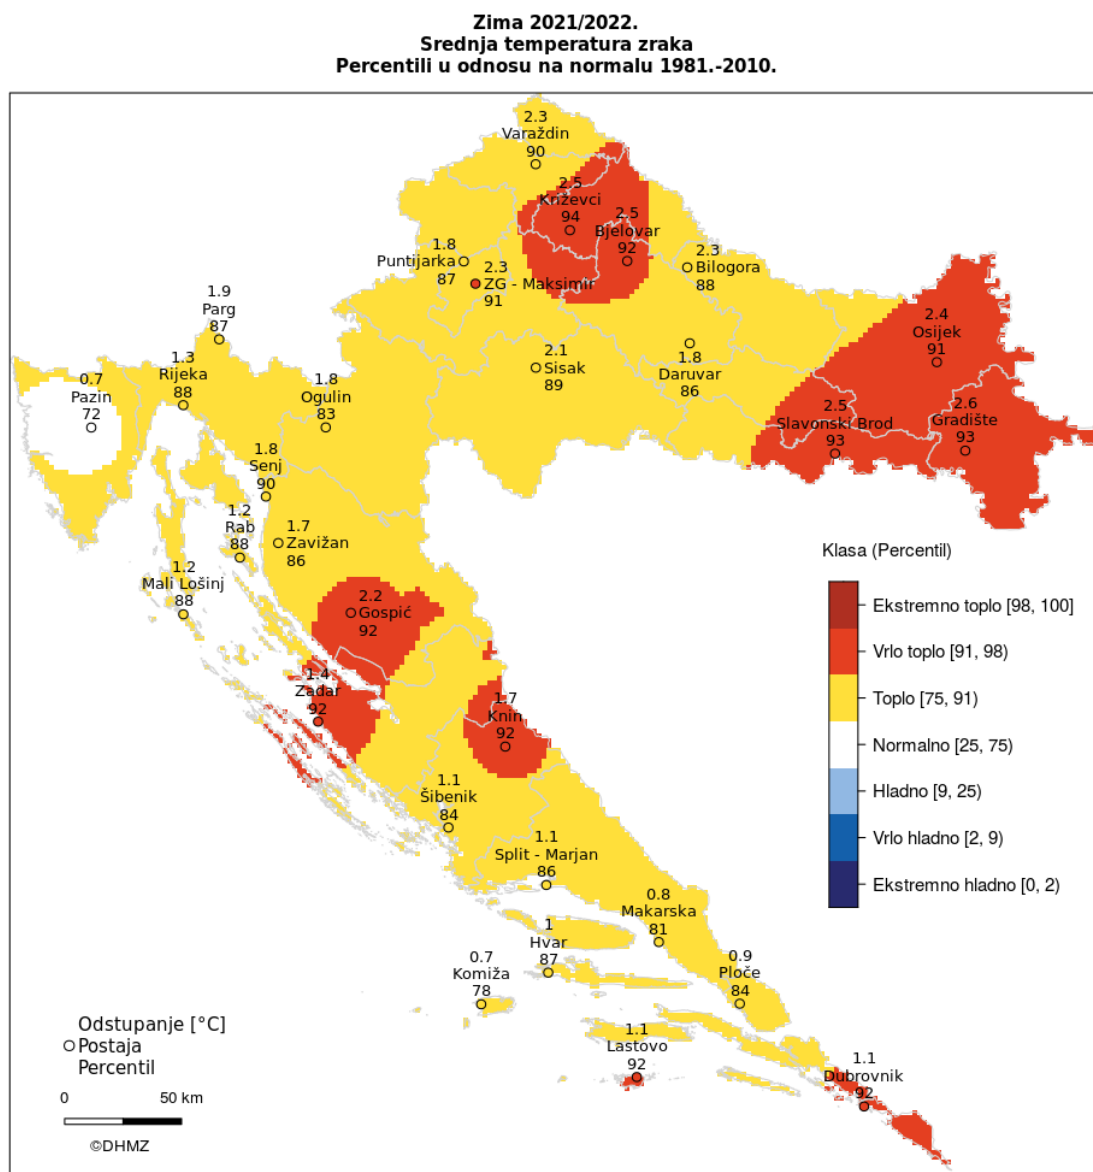 Zima 2021/2022.
Srednja temperatura zraka
Percentili u odnosu na normalu 1981.-2010.
2.3
Varaždin
90
2.5
Križevci
94
2.5
Bjelovar
92
1.8
Puntijarka
87
2.3
ZG - Maksimir
91
2.3
Bilogora
88
1.9
Parg
87
2.4
Osijek
91
1.3
Rijeka
88
0.7
Pazin
72
1.8
Ogulin
83
2.1
Sisak
89
1.8
Daruvar
86
2.5
Slavonski Brod
93
2.6
Gradište
93
1.8
Senj
90
1.2
Rab
88
1.7
Zavižan
86
1.2
Mali Lošinj
88
2.2
Gospić
92
1.4
Zadar
92
1.7
Knin
92
1.1
Šibenik
84
1.1
Split - Marjan
86
0.8
Makarska
81
1
Hvar
87
0.7
Komiža
78
0.9
Ploče
84
1.1
Lastovo
92
1.1
Dubrovnik
92
Klasa (Percentil)
Ekstremno toplo [98, 100]
Vrlo toplo [91, 98)
Toplo [75, 91)
Normalno [25, 75)
Hladno [9, 25)
Vrlo hladno [2, 9)
Ekstremno hladno [0, 2)
Odstupanje [°C]
Postaja
Percentil
0 50 km
©DHMZ